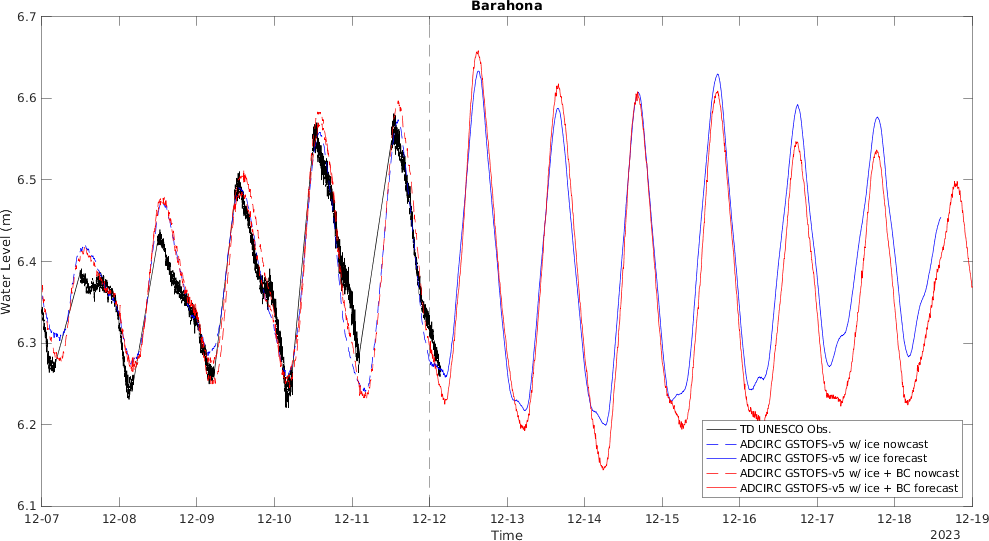 Barahona
6.7
6.6
6.5
6.4
6.3
6.2
6.1
Water Level (m)
TD UNESCO Obs.
ADCIRC GSTOFS-v5 w/ ice nowcast
ADCIRC GSTOFS-v5 w/ ice forecast
ADCIRC GSTOFS-v5 w/ ice + BC nowcast
ADCIRC GSTOFS-v5 w/ ice + BC forecast
12-07 12-08 12-09 12-10 12-11 12-12 12-13 12-14 12-15 12-16 12-17 12-18 12-19
Time 2023